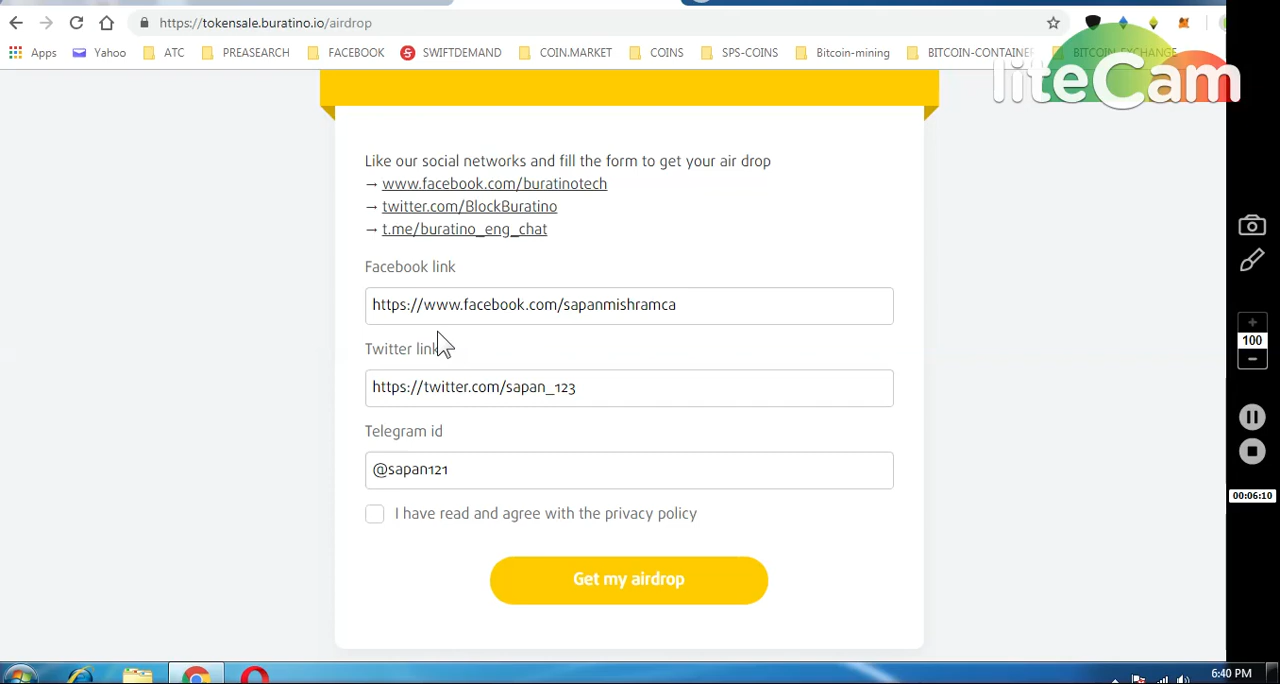 https://tokensale.buratino.io/airdrop
Apps Yahoo ATC PREASEARCH FACEBOOK SWIFTDEMAND COIN.MARKET COINS SPS-COINS Bitcoin-mining BITCOIN-CONTAINER BITCOIN-EXCHANGE
liteCam
Like our social networks and fill the form to get your air drop
→ www.facebook.com/buratinotech
→ twitter.com/BlockBuratino
→ t.me/buratino_eng_chat
Facebook link
https://www.facebook.com/sapanmishramca
Twitter link
https://twitter.com/sapan_123
Telegram id
@sapan121
I have read and agree with the privacy policy
Get my airdrop
100
00:06:10
6:40 PM